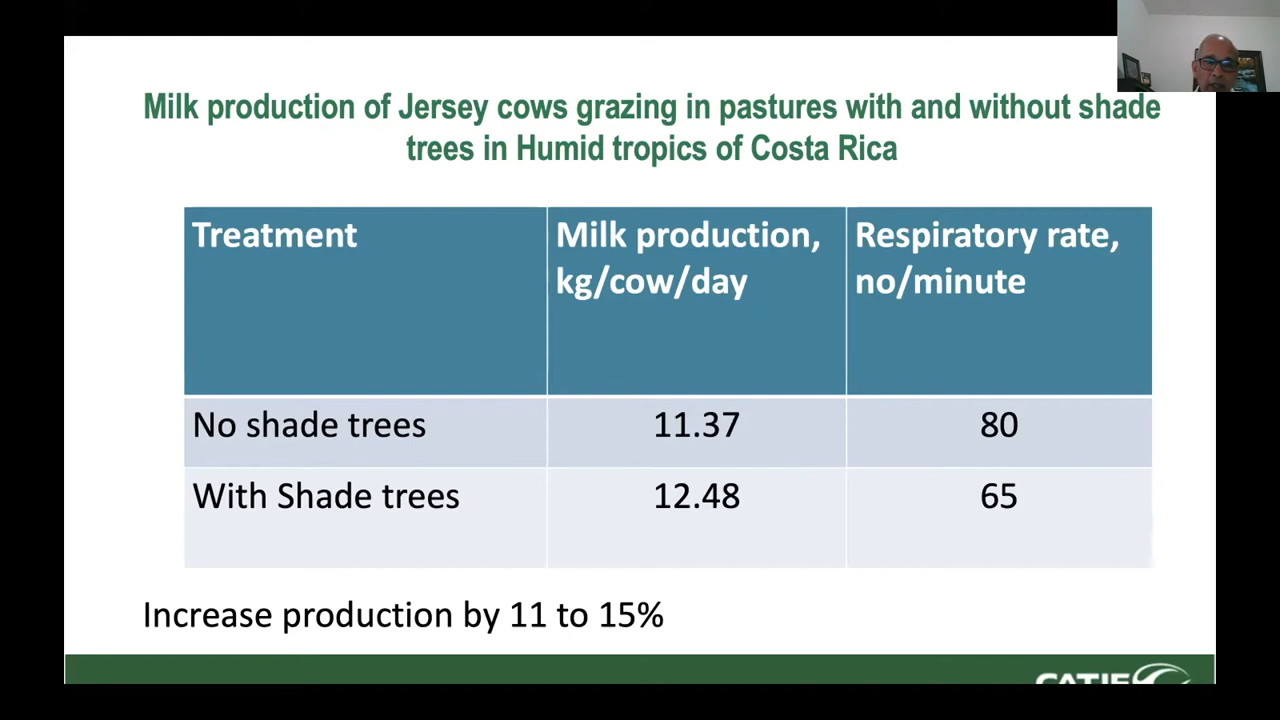 Milk production of Jersey cows grazing in pastures with and without shade
trees in Humid tropics of Costa Rica
Treatment
Milk production,
kg/cow/day
Respiratory rate,
no/minute
No shade trees
11.37
80
With Shade trees
12.48
65
Increase production by 11 to 15%
CATIE